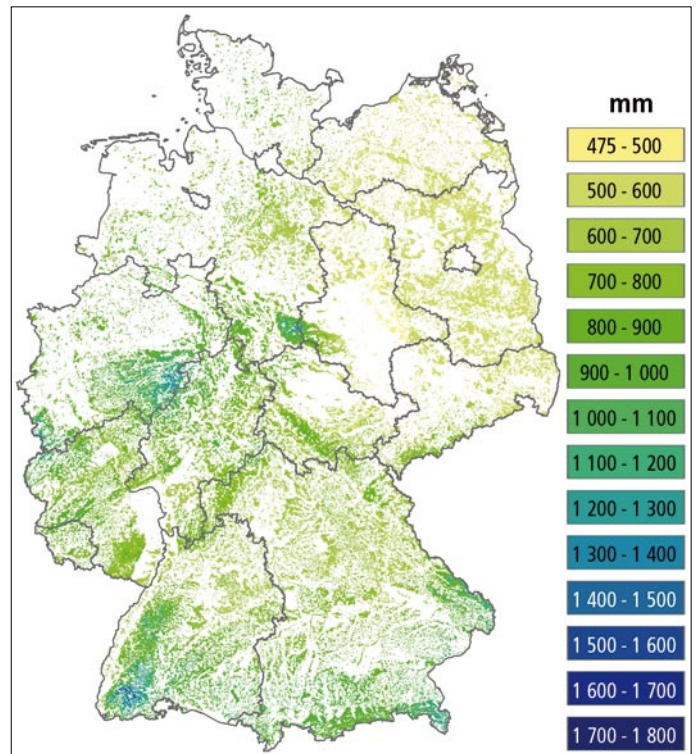 mm
475 - 500
500 - 600
600 - 700
700 - 800
800 - 900
900 - 1 000
1 000 - 1 100
1 100 - 1 200
1 200 - 1 300
1 300 - 1 400
1 400 - 1 500
1 500 - 1 600
1 600 - 1 700
1 700 - 1 800